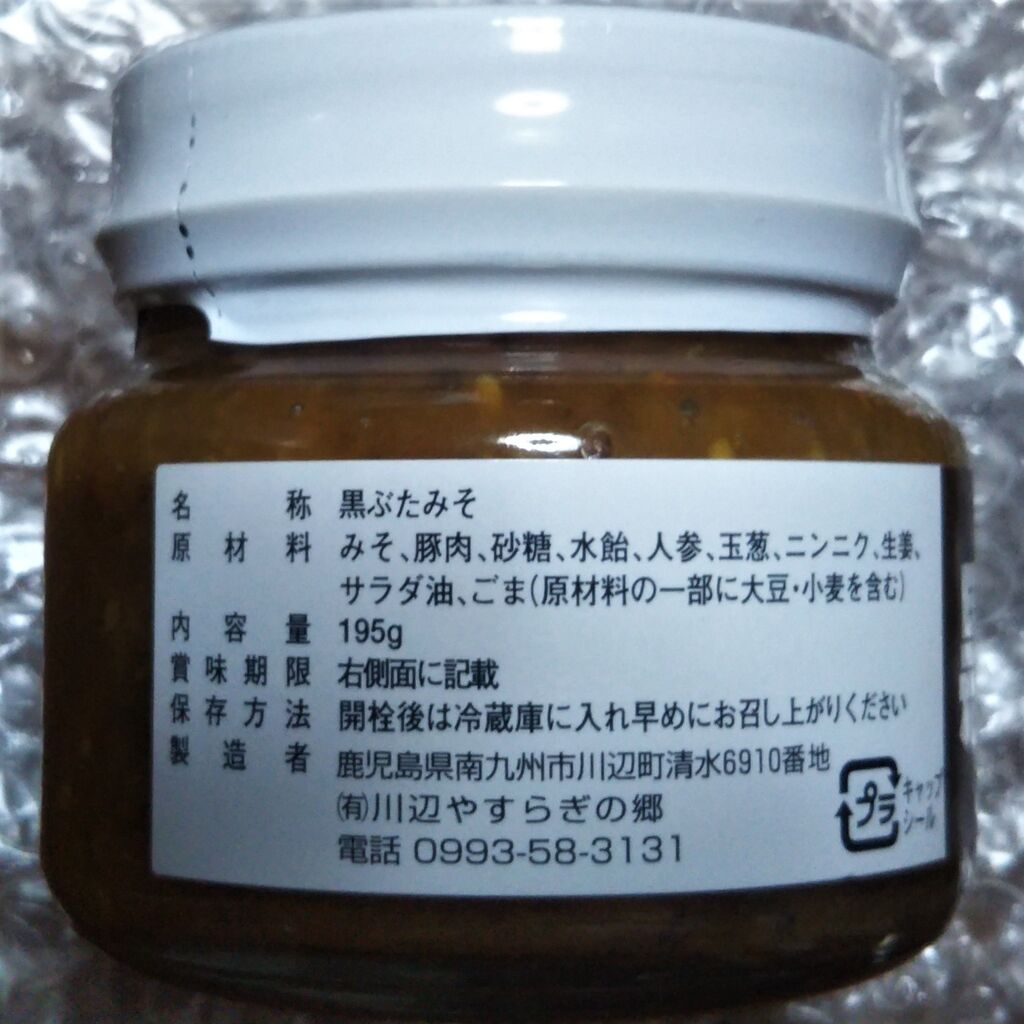 名称 黒ぶたみそ
原材料 みそ、豚肉、砂糖、水飴、人参、玉葱、ニンニク、生姜、
サラダ油、ごま(原材料の一部に大豆・小麦を含む)
内容量 195g
賞味期限 右側面に記載
保存方法 開栓後は冷蔵庫に入れ早めにお召し上がりください
製造者 鹿児島県南九州市川辺町清水6910番地
㈲川辺やすらぎの郷
電話 0993-58-3131
プラ
キャップ
シール